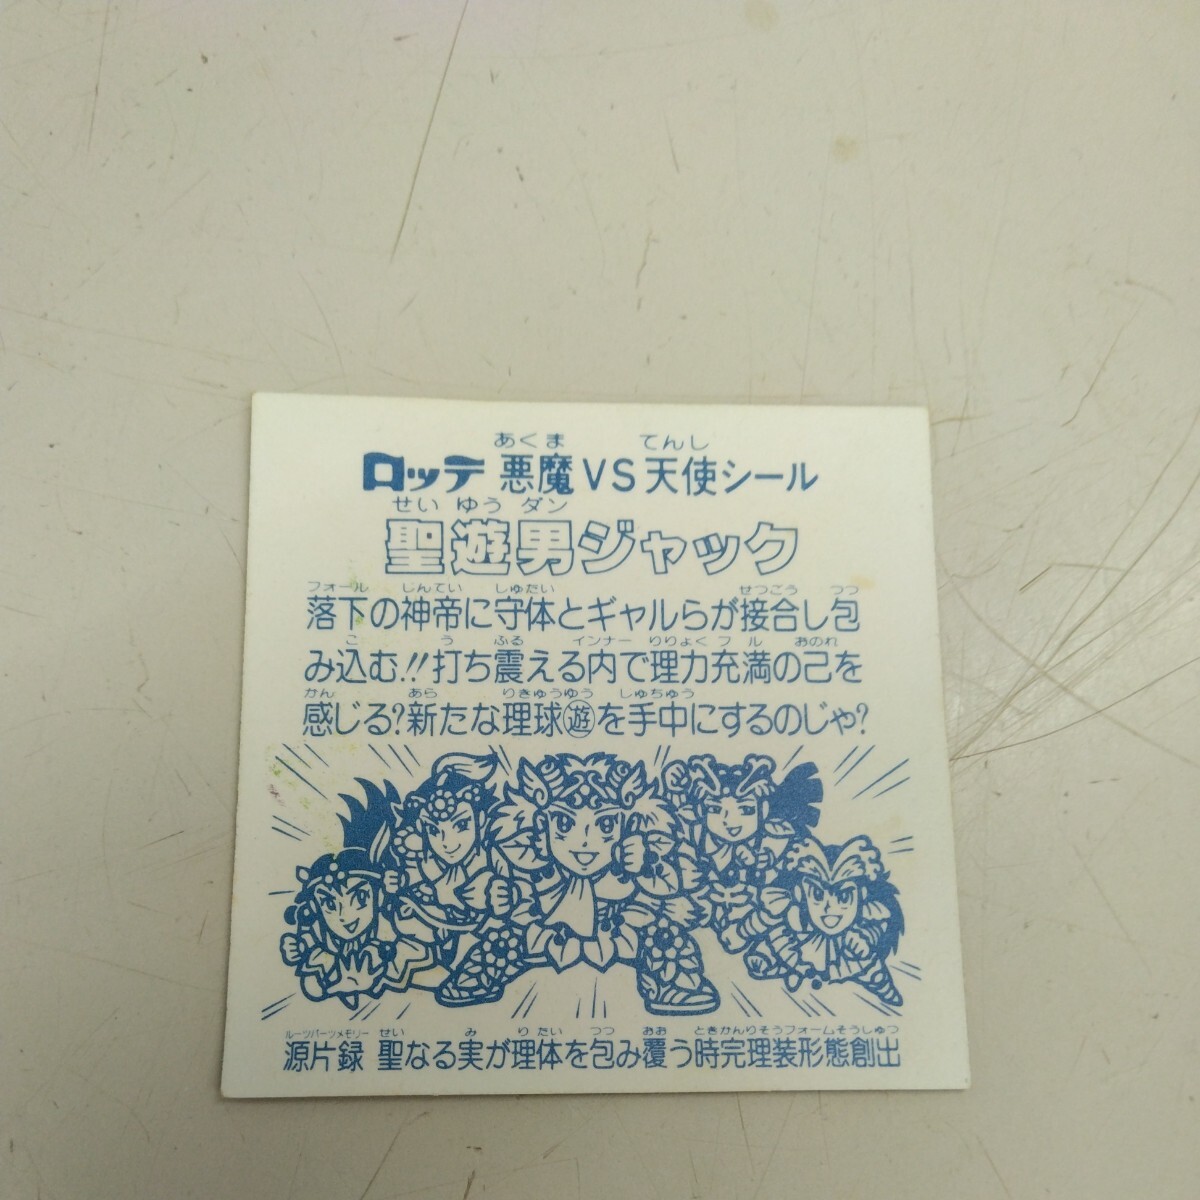 あくま てんし
ロッテ 悪魔VS天使シール
せい ゆう ダン
聖遊男ジャック
フォール じんてい しゅたい せつごう つつ
落下の神帝に守体とギャルらが接合し包
こ う ふる インナー りりょく フル おのれ
み込む!!打ち震える内で理力充満の己を
かん あら りきゅうゆう しゅちゅう
感じる?新たな理球遊を手中にするのじゃ?
ルーツパーツメモリー せい み り たい つつ おお ときかんりそうフォームそうしゅつ
源片録 聖なる実が理体を包み覆う時完理装形態創出